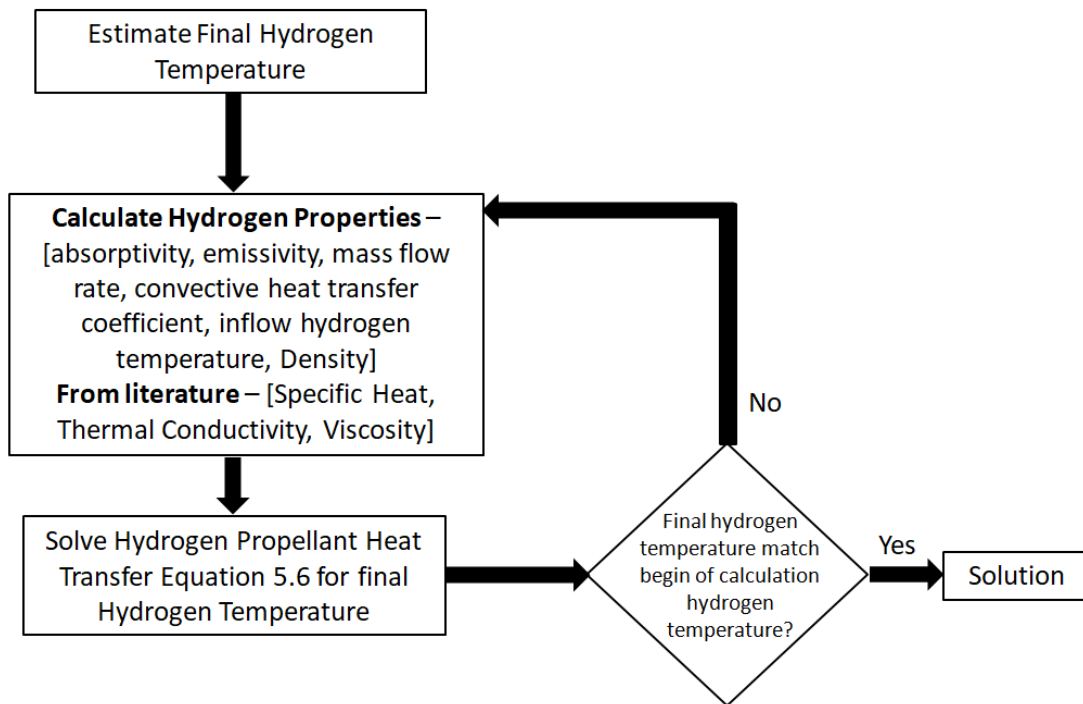 Estimate Final Hydrogen
Temperature
Calculate Hydrogen Properties –
[absorptivity, emissivity, mass flow
rate, convective heat transfer
coefficient, inflow hydrogen
temperature, Density]
From literature – [Specific Heat,
Thermal Conductivity, Viscosity]
Solve Hydrogen Propellant Heat
Transfer Equation 5.6 for final
Hydrogen Temperature
Final hydrogen
temperature match
begin of calculation
hydrogen
temperature?
No
Yes
Solution